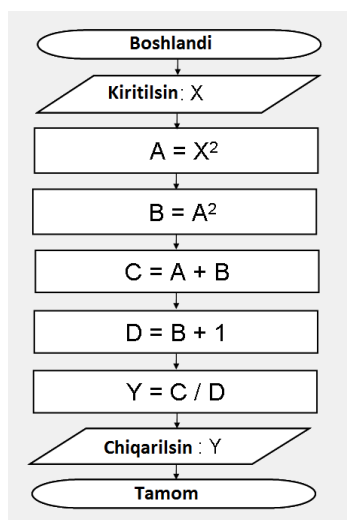 Boshlandi
Kiritilsin: X
A = X²
B = A²
C = A + B
D = B + 1
Y = C / D
Chiqarilsin : Y
Tamom